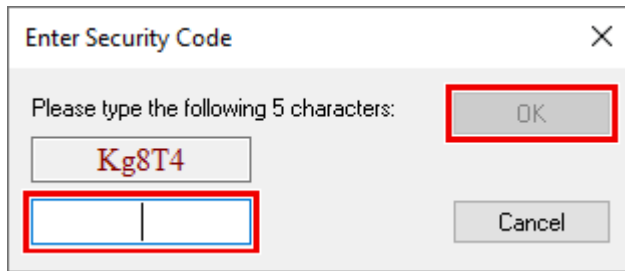 Enter Security Code
Please type the following 5 characters:
OK
Kg8T4
Cancel